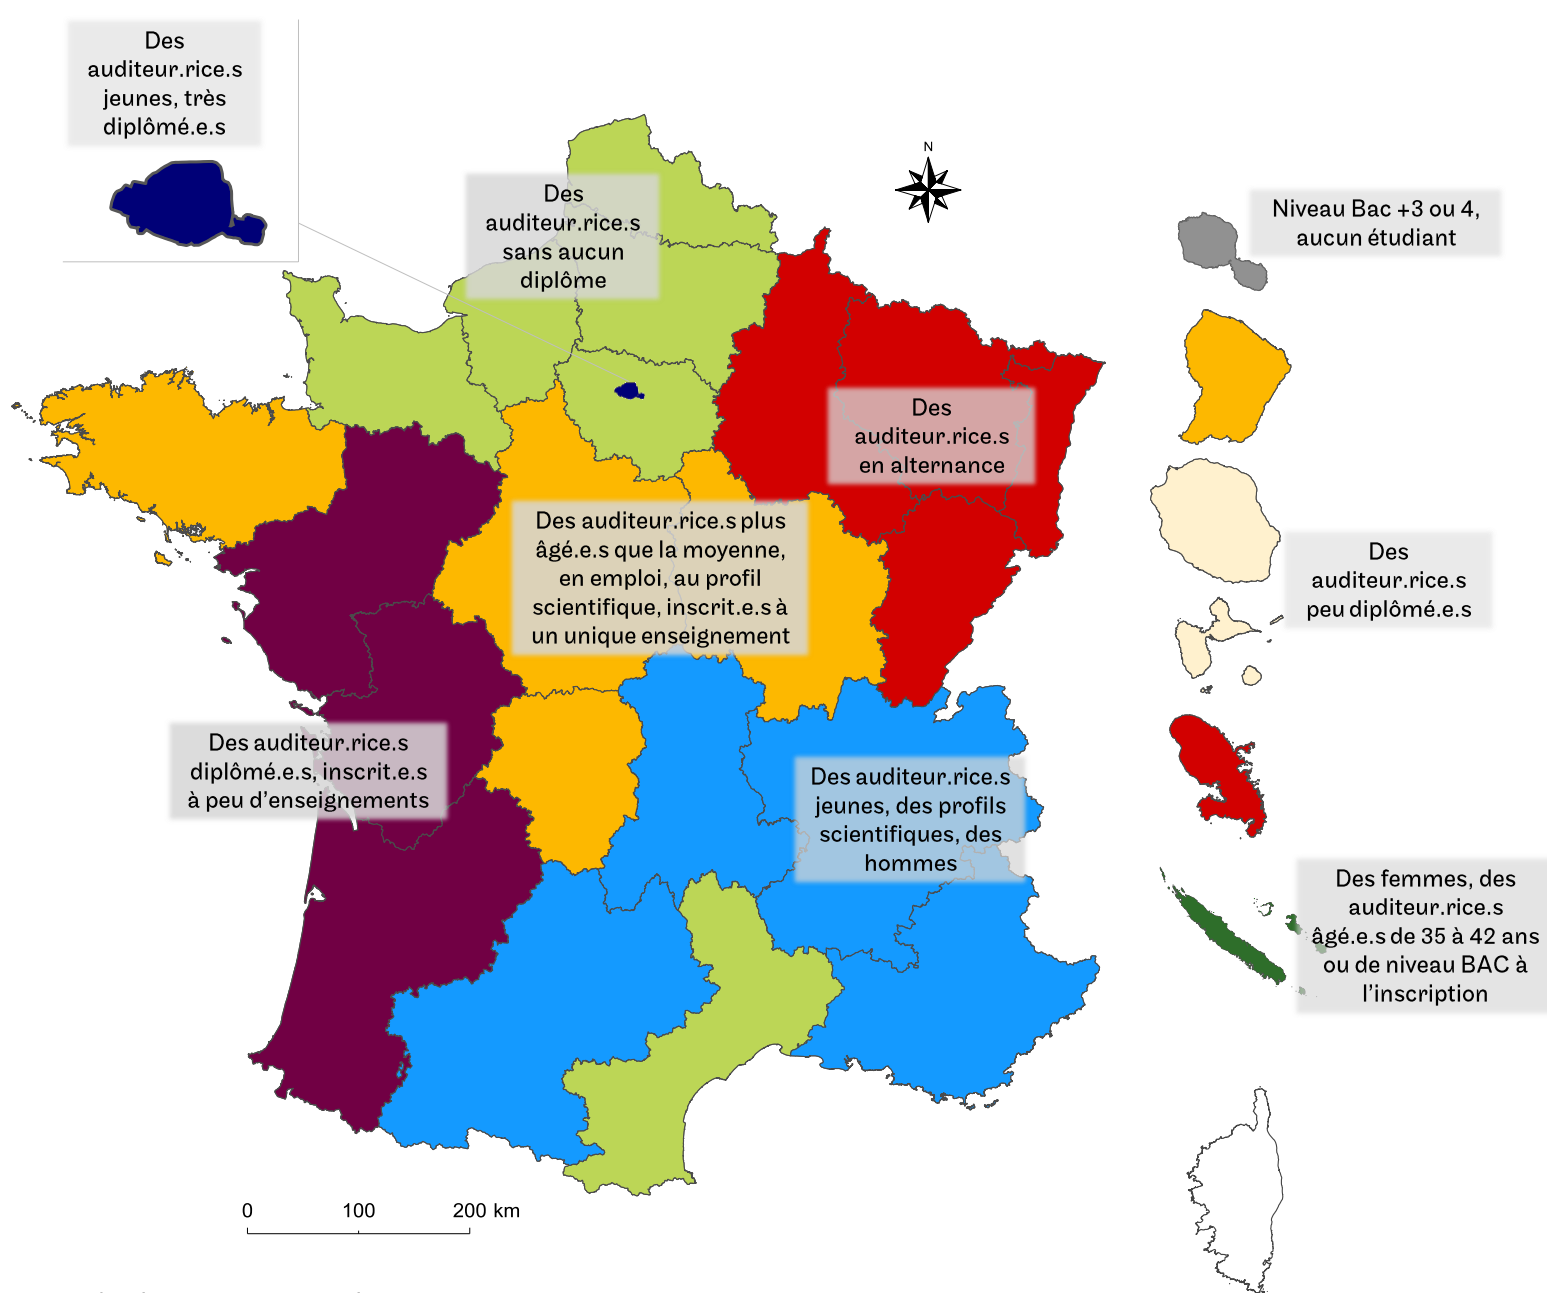 Des
auditeur.rice.s
jeunes, très
diplômé.e.s
Des
auditeur.rice.s
sans aucun
diplôme
N
Niveau Bac +3 ou 4,
aucun étudiant
Des
auditeur.rice.s
en alternance
Des auditeur.rice.s plus
âgé.e.s que la moyenne,
en emploi, au profil
scientifique, inscrit.e.s à
un unique enseignement
Des
auditeur.rice.s
peu diplômé.e.s
Des auditeur.rice.s
diplômé.e.s, inscrit.e.s
à peu d'enseignements
Des auditeur.rice.s
jeunes, des profils
scientifiques, des
hommes
Des femmes, des
auditeur.rice.s
âgé.e.s de 35 à 42 ans
ou de niveau BAC à
l'inscription
0 100 200 km